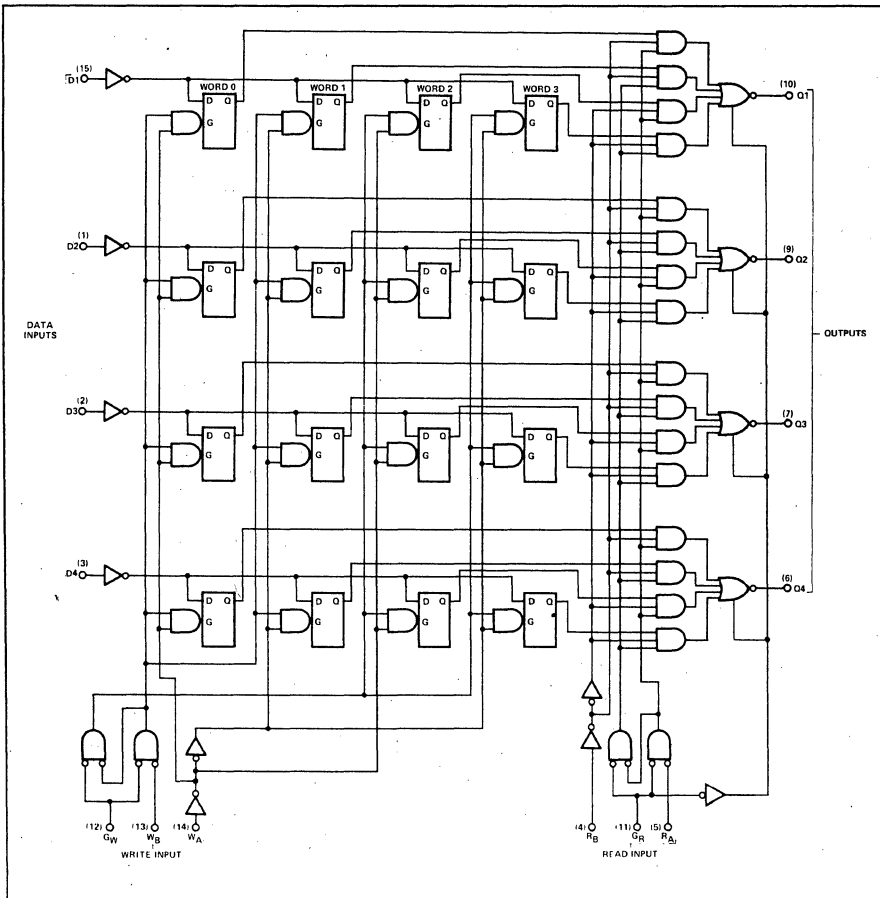 (15)
D1
WORD 0
WORD 1
WORD 2
WORD 3
D Q
G
D Q
G
D Q
G
D Q
G
(10)
Q1
(1)
D2
D Q
G
D Q
G
D Q
G
D Q
G
(9)
Q2
DATA
INPUTS
OUTPUTS
(2)
D3
D Q
G
D Q
G
D Q
G
D Q
G
(7)
Q3
(3)
D4
D Q
G
D Q
G
D Q
G
D Q
G
(6)
Q4
(12)
GW
(13)
WB
(14)
WA
WRITE INPUT
(4)
RB
(11)
GR
(5)
RA
READ INPUT